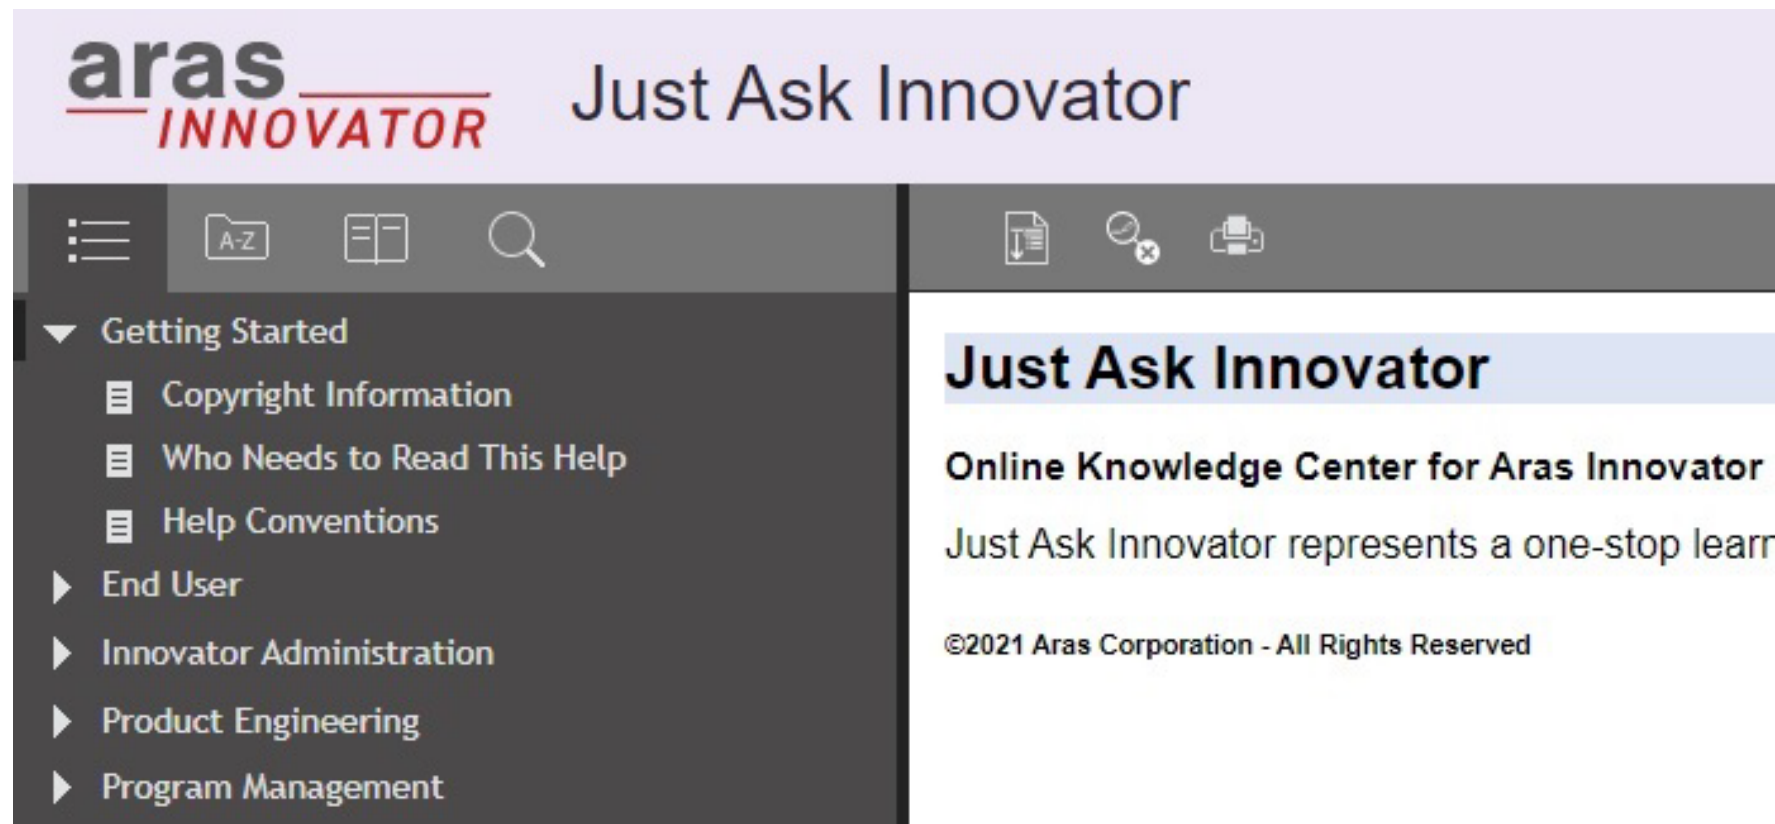 aras
INNOVATOR
Just Ask Innovator
A-Z
Getting Started
Copyright Information
Who Needs to Read This Help
Help Conventions
End User
Innovator Administration
Product Engineering
Program Management
Just Ask Innovator
Online Knowledge Center for Aras Innovator
Just Ask Innovator represents a one-stop
©2021 Aras Corporation - All Rights Reserved